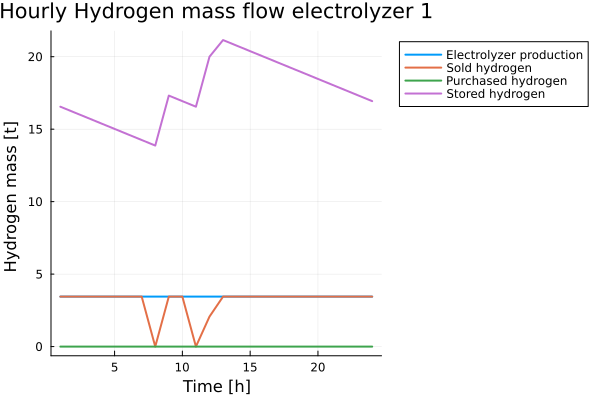 Hourly Hydrogen mass flow electrolyzer 1
Electrolyzer production
Sold hydrogen
Purchased hydrogen
Stored hydrogen
Hydrogen mass [t]
20
15
10
5
0
5
10
15
20
Time [h]